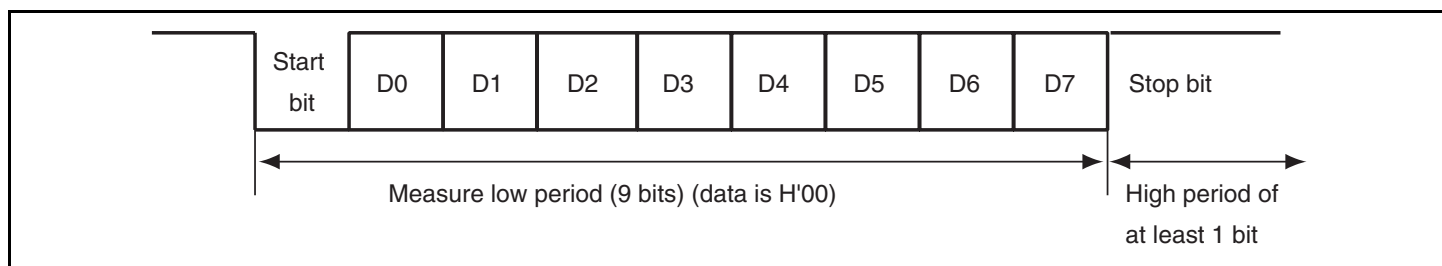 Start
bit
D0 D1 D2 D3 D4 D5 D6 D7 Stop bit
Measure low period (9 bits) (data is H'00)
High period of
at least 1 bit